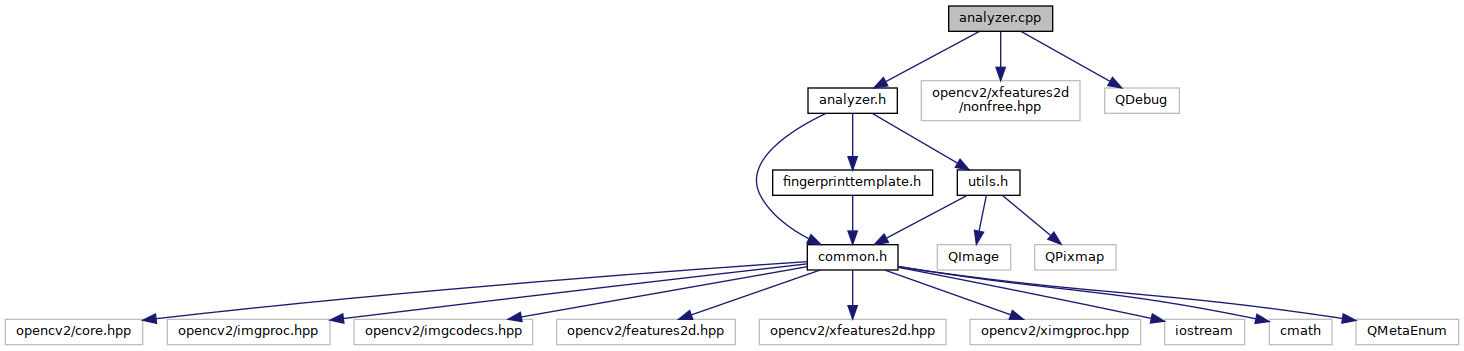 analyzer.cpp
analyzer.h
opencv2/xfeatures2d
/nonfree.hpp
QDebug
fingerprinttemplate.h
utils.h
common.h
QImage
QPixmap
opencv2/core.hpp
opencv2/imgproc.hpp
opencv2/imgcodecs.hpp
opencv2/features2d.hpp
opencv2/xfeatures2d.hpp
opencv2/ximgproc.hpp
iostream
cmath
QMetaEnum